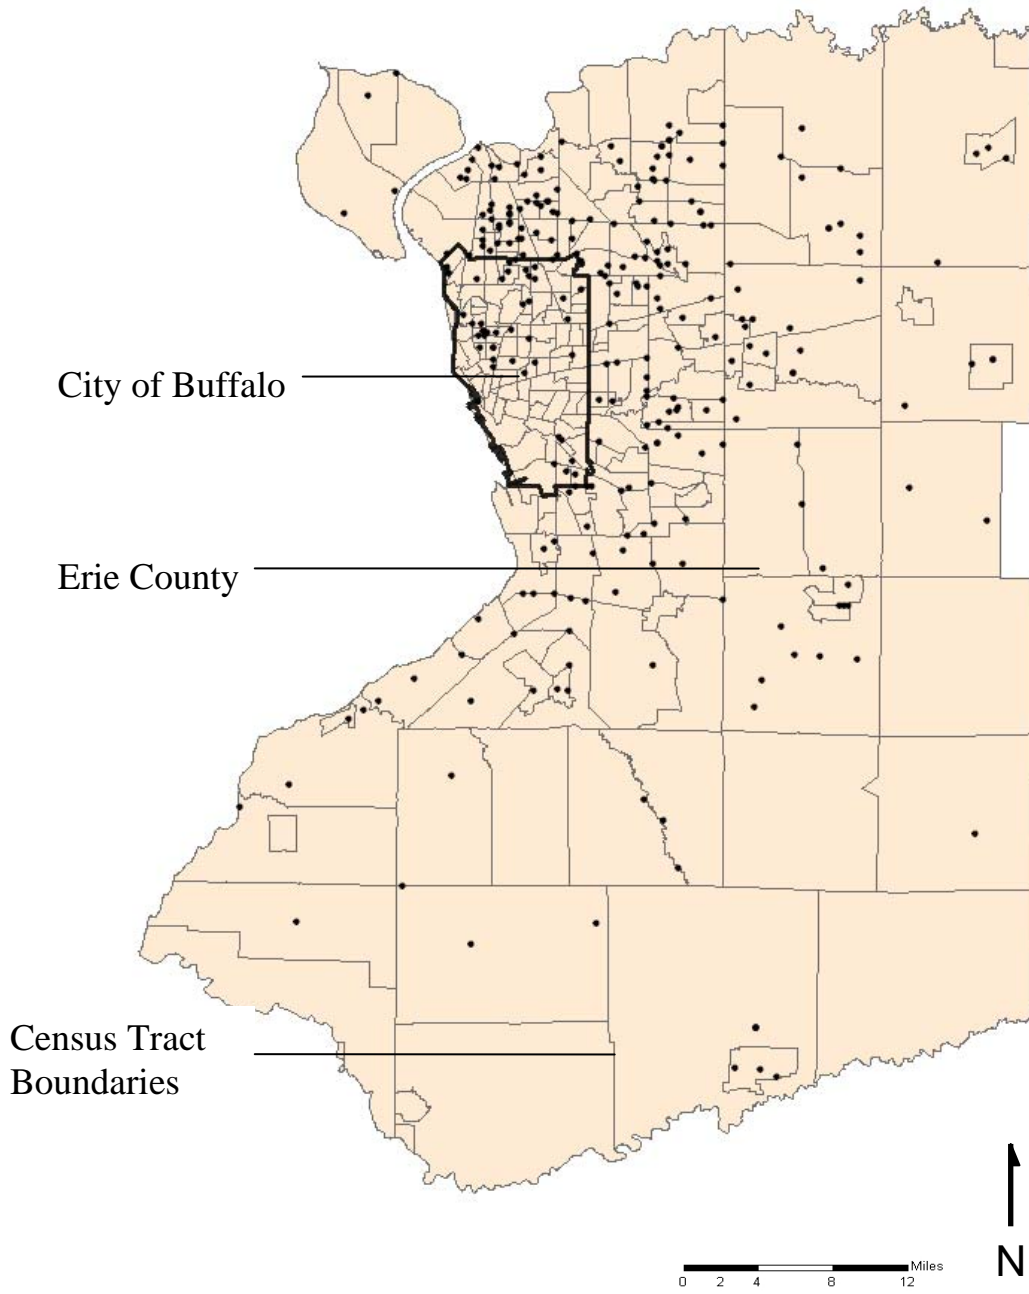 City of Buffalo
Erie County
Census Tract
Boundaries
N
Miles
0 2 4 8 12